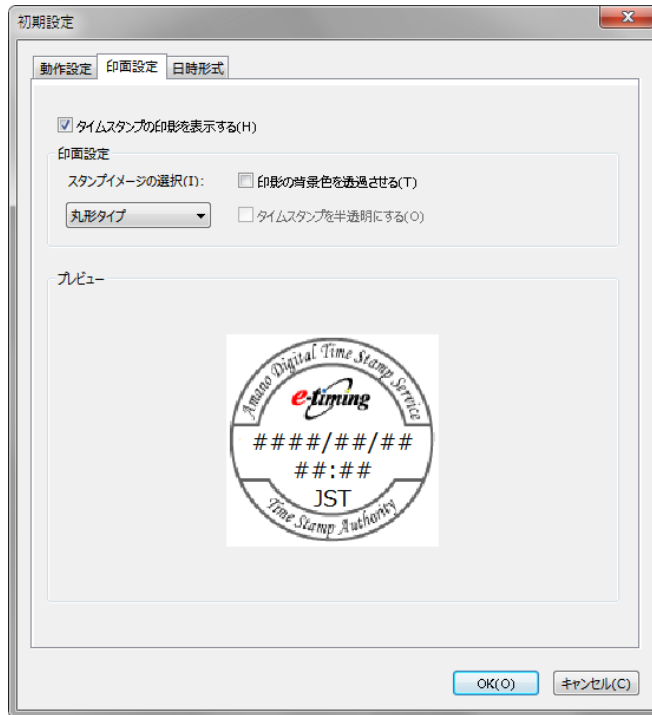 初期設定
動作設定 印面設定 日時形式
タイムスタンプの印影を表示する(H)
印面設定
スタンプイメージの選択(I): 印影の背景色を透過させる(T)
丸形タイプ タイムスタンプを半透明にする(O)
プレビュー
Amano Digital Time Stamp Service
e-timing
####/##/##
##:##
JST
Time Stamp Authority
OK(O) キャンセル(C)